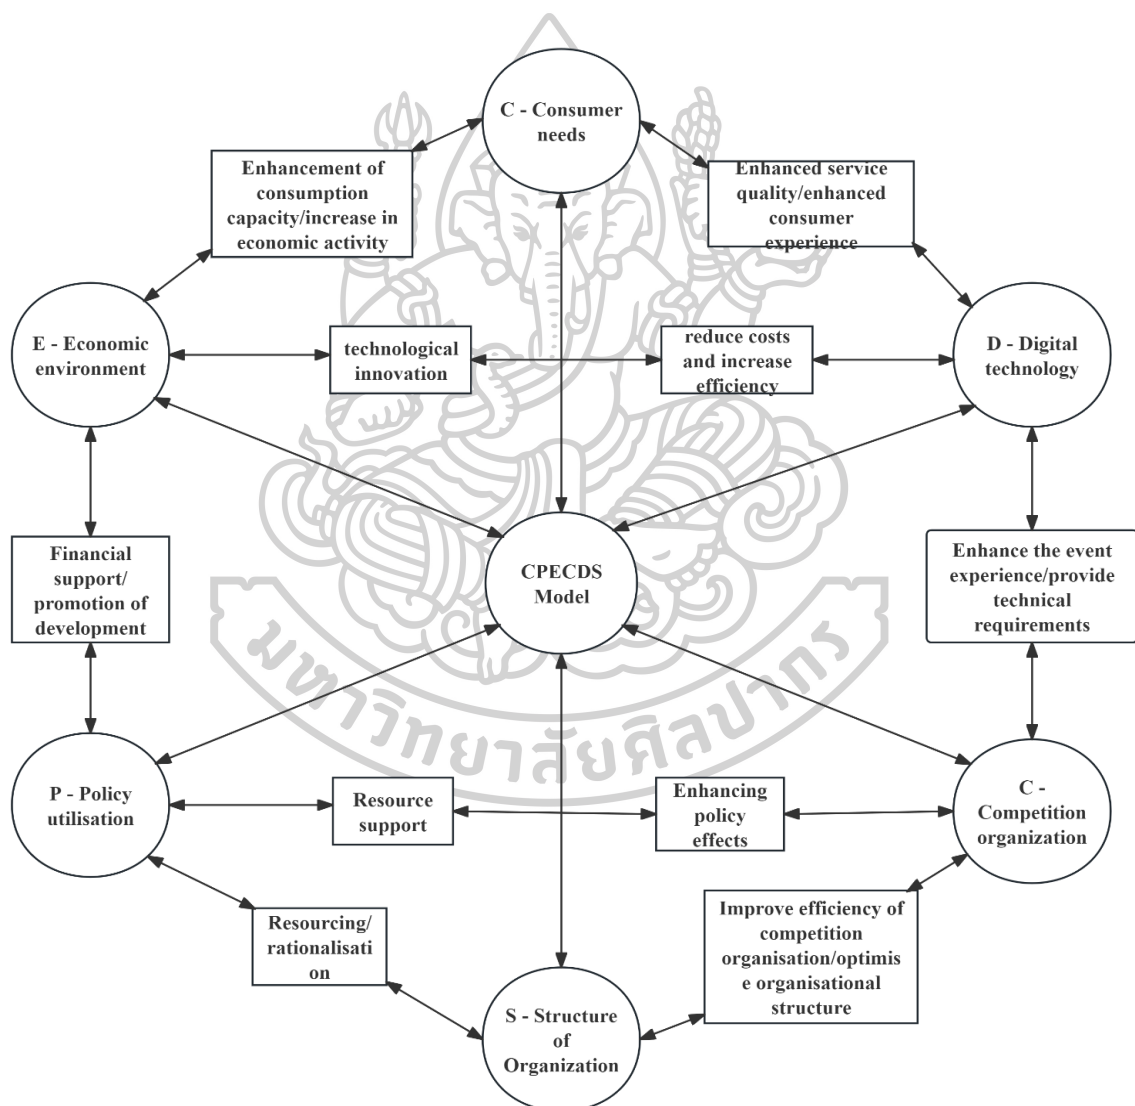 C - Consumer
needs
Enhancement of
consumption
capacity/increase in
economic activity
Enhanced service
quality/enhanced
consumer
experience
E - Economic
environment
technological
innovation
reduce costs
and increase
efficiency
D - Digital
technology
Financial
support/
promotion of
development
CPECDS
Model
Enhance the event
experience/provide
technical
requirements
มหาวิทยาลัยศิลปากร
P - Policy
utilisation
Resource
support
Enhancing
policy
effects
C -
Competition
organization
Resourcing/
rationalisati
on
Improve efficiency of
competition
organisation/optimis
e organisational
structure
S - Structure
of
Organization